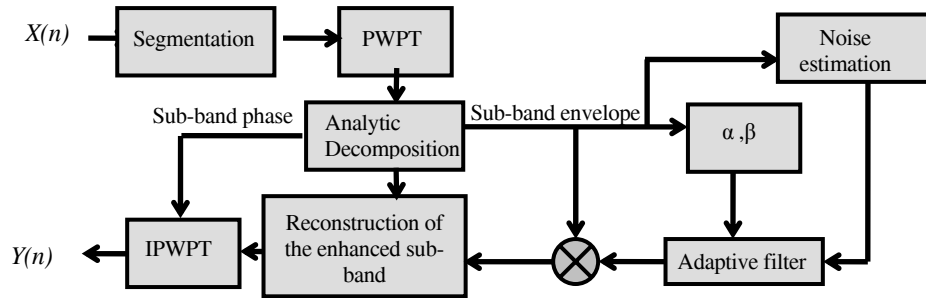 X(n)
Segmentation
PWPT
Noise
estimation
Sub-band phase
Analytic
Decomposition
Sub-band envelope
α ,β
Y(n)
IPWPT
Reconstruction of
the enhanced sub-
band
Adaptive filter